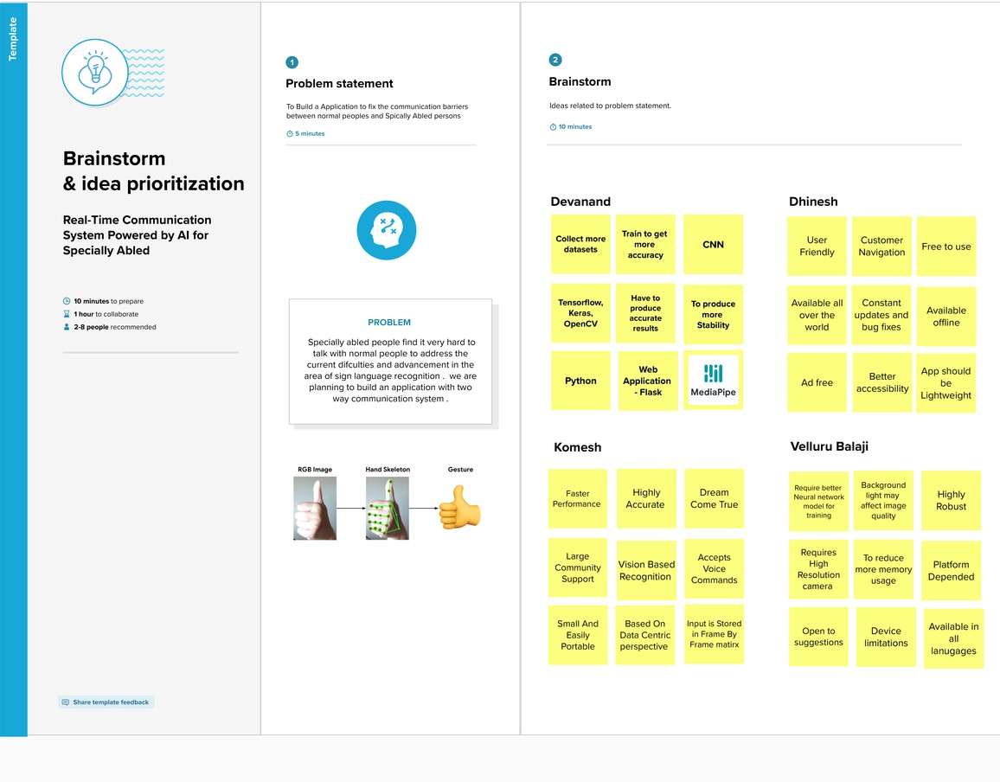 Template
Brainstorm
& idea prioritization
Real-Time Communication
System Powered by AI for
Specially Abled
10 minutes to prepare
1 hour to collaborate
2-8 people recommended
Share template feedback
1
Problem statement
To Build a Application to fix the communication barriers
between normal peoples and Spically Abled persons
5 minutes
PROBLEM
Specially abled people find it very hard to
talk with normal people to address the
current difculties and advancement in the
area of sign language recognition . we are
planning to build an application with two
way communication system .
RGB Image
Hand Skeleton
Gesture
2
Brainstorm
Ideas related to problem statement.
10 minutes
Devanand
Collect more
datasets
Train to get
more
accuracy
CNN
Tensorflow,
Keras,
OpenCV
Have to
produce
accurate
results
To produce
more
Stability
Python
Web
Application
- Flask
MediaPipe
Dhinesh
User
Friendly
Customer
Navigation
Free to use
Available all
over the
world
Constant
updates and
bug fixes
Available
offline
Ad free
Better
accessibility
App should
be
Lightweight
Komesh
Faster
Performance
Highly
Accurate
Dream
Come True
Large
Community
Support
Vision Based
Recognition
Accepts
Voice
Commands
Small And
Easily
Portable
Based On
Data Centric
perspective
Input is Stored
in Frame By
Frame matirx
Velluru Balaji
Require better
Neural network
model for
training
Background
light may
affect image
quality
Highly
Robust
Requires
High
Resolution
camera
To reduce
more memory
usage
Platform
Depended
Open to
suggestions
Device
limitations
Available in
all
lanugages